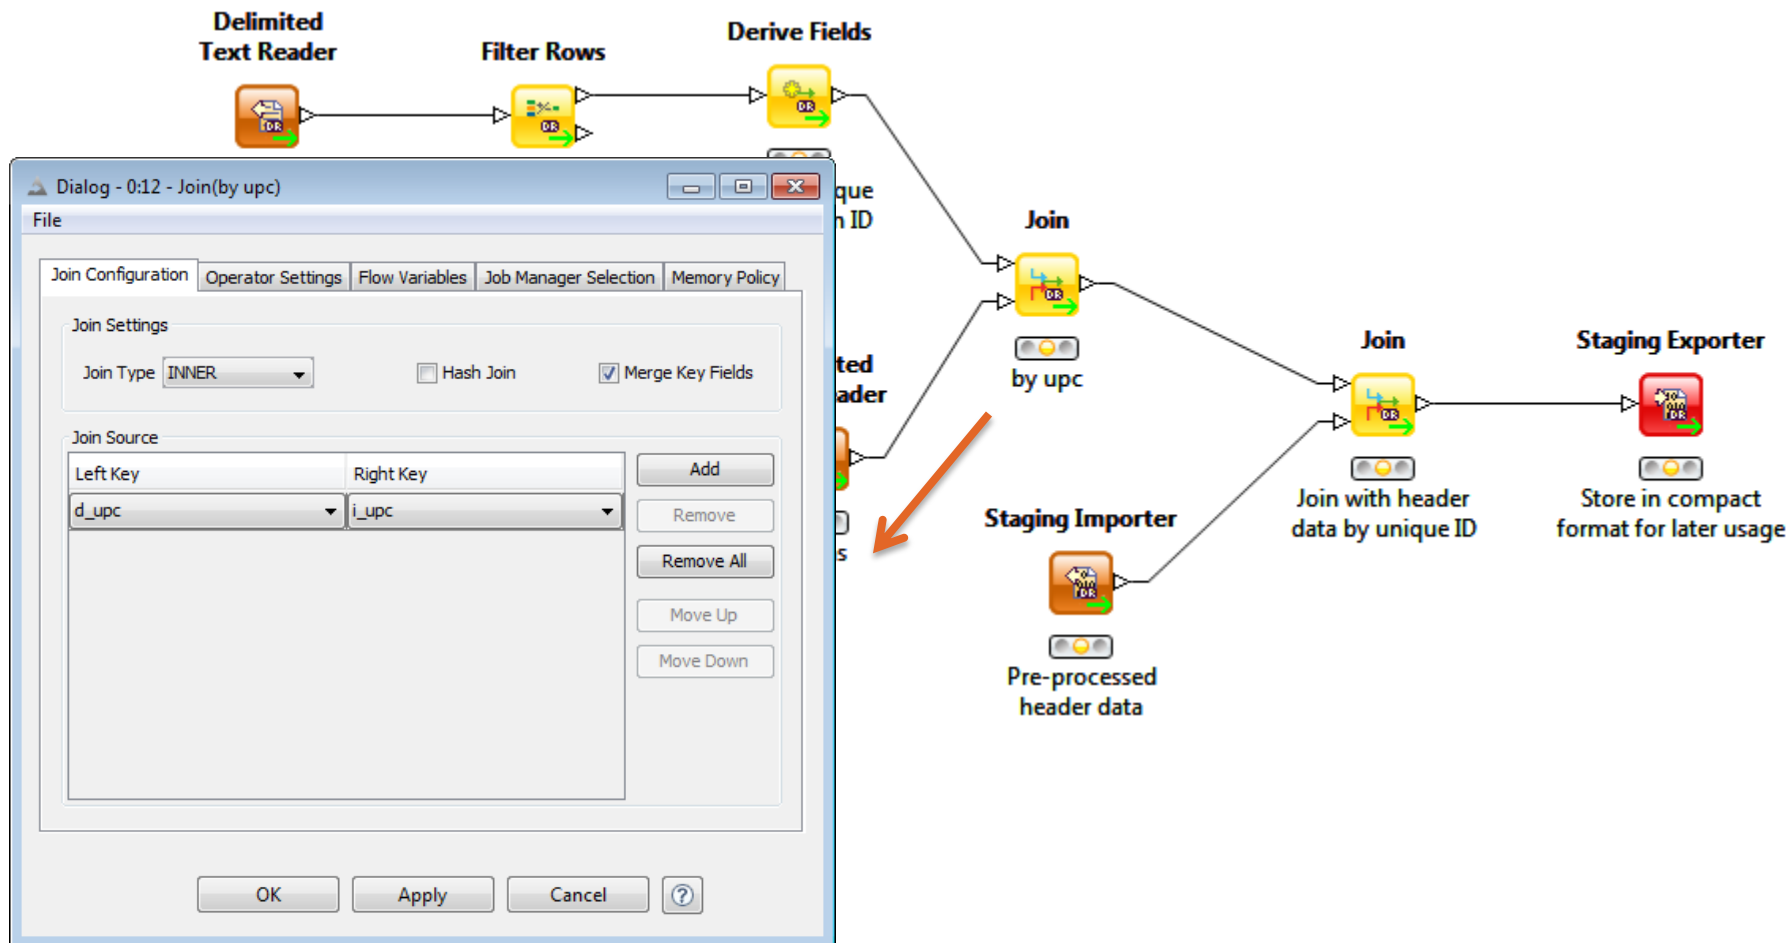 Delimited
Text Reader
Filter Rows
Derive Fields
que
ID
Dialog - 0:12 - Join(by upc)
File
Join Configuration
Operator Settings
Flow Variables
Job Manager Selection
Memory Policy
Join Settings
Join Type
INNER
Hash Join
Merge Key Fields
Join Source
Left Key
Right Key
d_upc
i_upc
Add
Remove
Remove All
Move Up
Move Down
OK
Apply
Cancel
?
ted
ader
s
Join
by upc
Staging Importer
Pre-processed
header data
Join
Join with header
data by unique ID
Staging Exporter
Store in compact
format for later usage